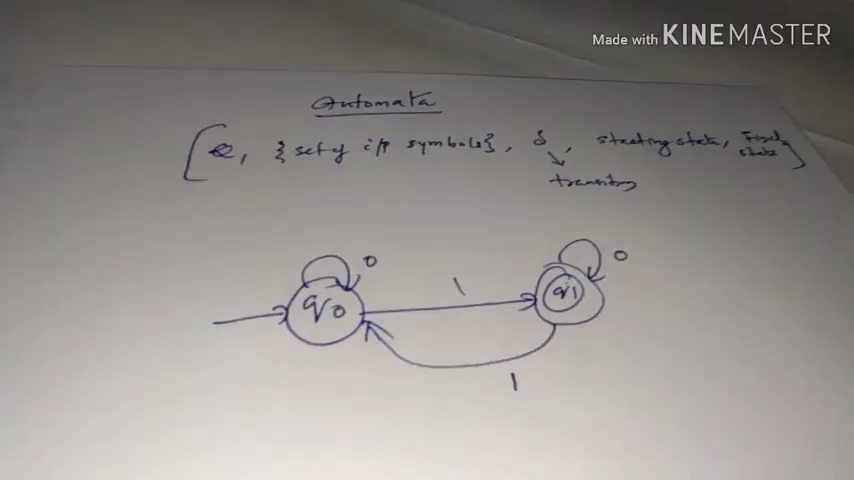 Made with KINEMASTER
Automata
(Q, {set of i/p symbols}, δ, starting state, Final state)
transition
0
0
1
q0
q1
1